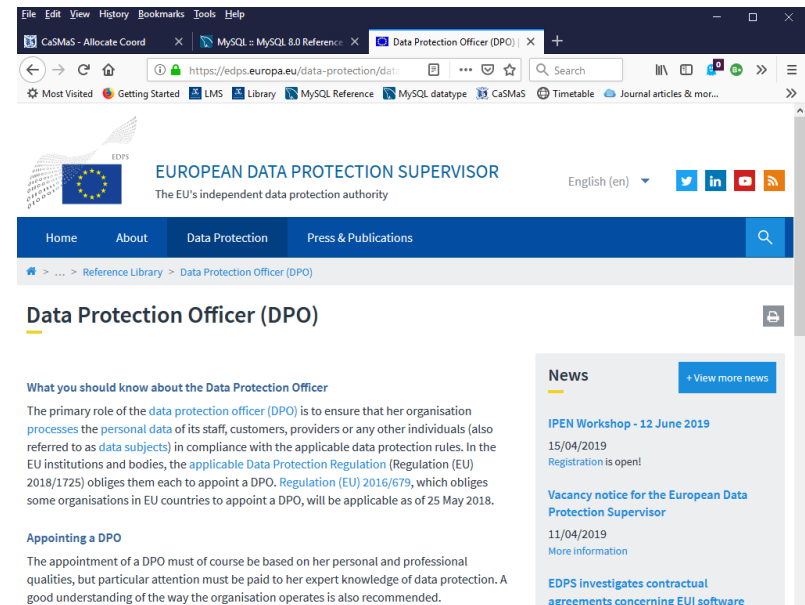 File Edit View History Bookmarks Tools Help
CaSMaS - Allocate Coord
MySQL :: MySQL 8.0 Reference
Data Protection Officer (DPO) |
https://edps.europa.eu/data-protection/data
Search
Most Visited Getting Started LMS Library MySQL Reference MySQL datatype CaSMaS Timetable Journal articles & mor...
EDPS
EUROPEAN DATA PROTECTION SUPERVISOR
The EU's independent data protection authority
English (en)
Home About Data Protection Press & Publications
> ... > Reference Library > Data Protection Officer (DPO)
Data Protection Officer (DPO)
What you should know about the Data Protection Officer
The primary role of the data protection officer (DPO) is to ensure that her organisation
processes the personal data of its staff, customers, providers or any other individuals (also
referred to as data subjects) in compliance with the applicable data protection rules. In the
EU institutions and bodies, the applicable Data Protection Regulation (Regulation (EU)
2018/1725) obliges them each to appoint a DPO. Regulation (EU) 2016/679, which obliges
some organisations in EU countries to appoint a DPO, will be applicable as of 25 May 2018.
Appointing a DPO
The appointment of a DPO must of course be based on her personal and professional
qualities, but particular attention must be paid to her expert knowledge of data protection. A
good understanding of the way the organisation operates is also recommended.
News
+ View more news
IPEN Workshop - 12 June 2019
15/04/2019
Registration is open!
Vacancy notice for the European Data
Protection Supervisor
11/04/2019
More information
EDPS investigates contractual
agreements concerning EUI software